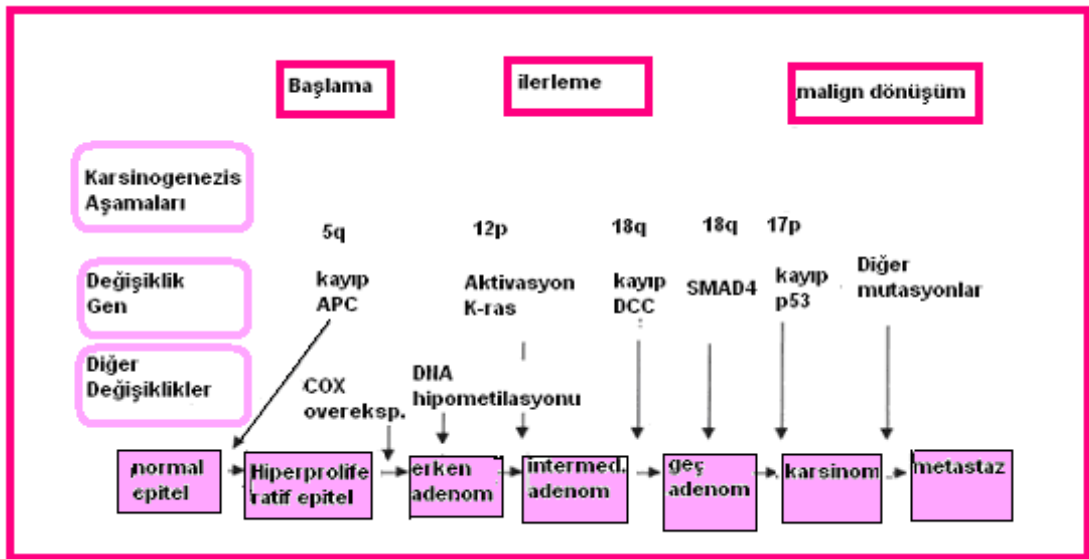 Başlama
ilerleme
malign dönüşüm
Karsinogenezis
Aşamaları
5q
12p
18q
18q
17p
Değişiklik
Gen
kayıp
APC
Aktivasyon
K-ras
kayıp
DCC
SMAD4
kayıp
p53
Diğer
mutasyonlar
Diğer
Değişiklikler
COX
overeksp.
DNA
hipometilasyonu
normal
epitel
Hiperprolife
ratif epitel
erken
adenom
intermed.
adenom
geç
adenom
karsinom
metastaz